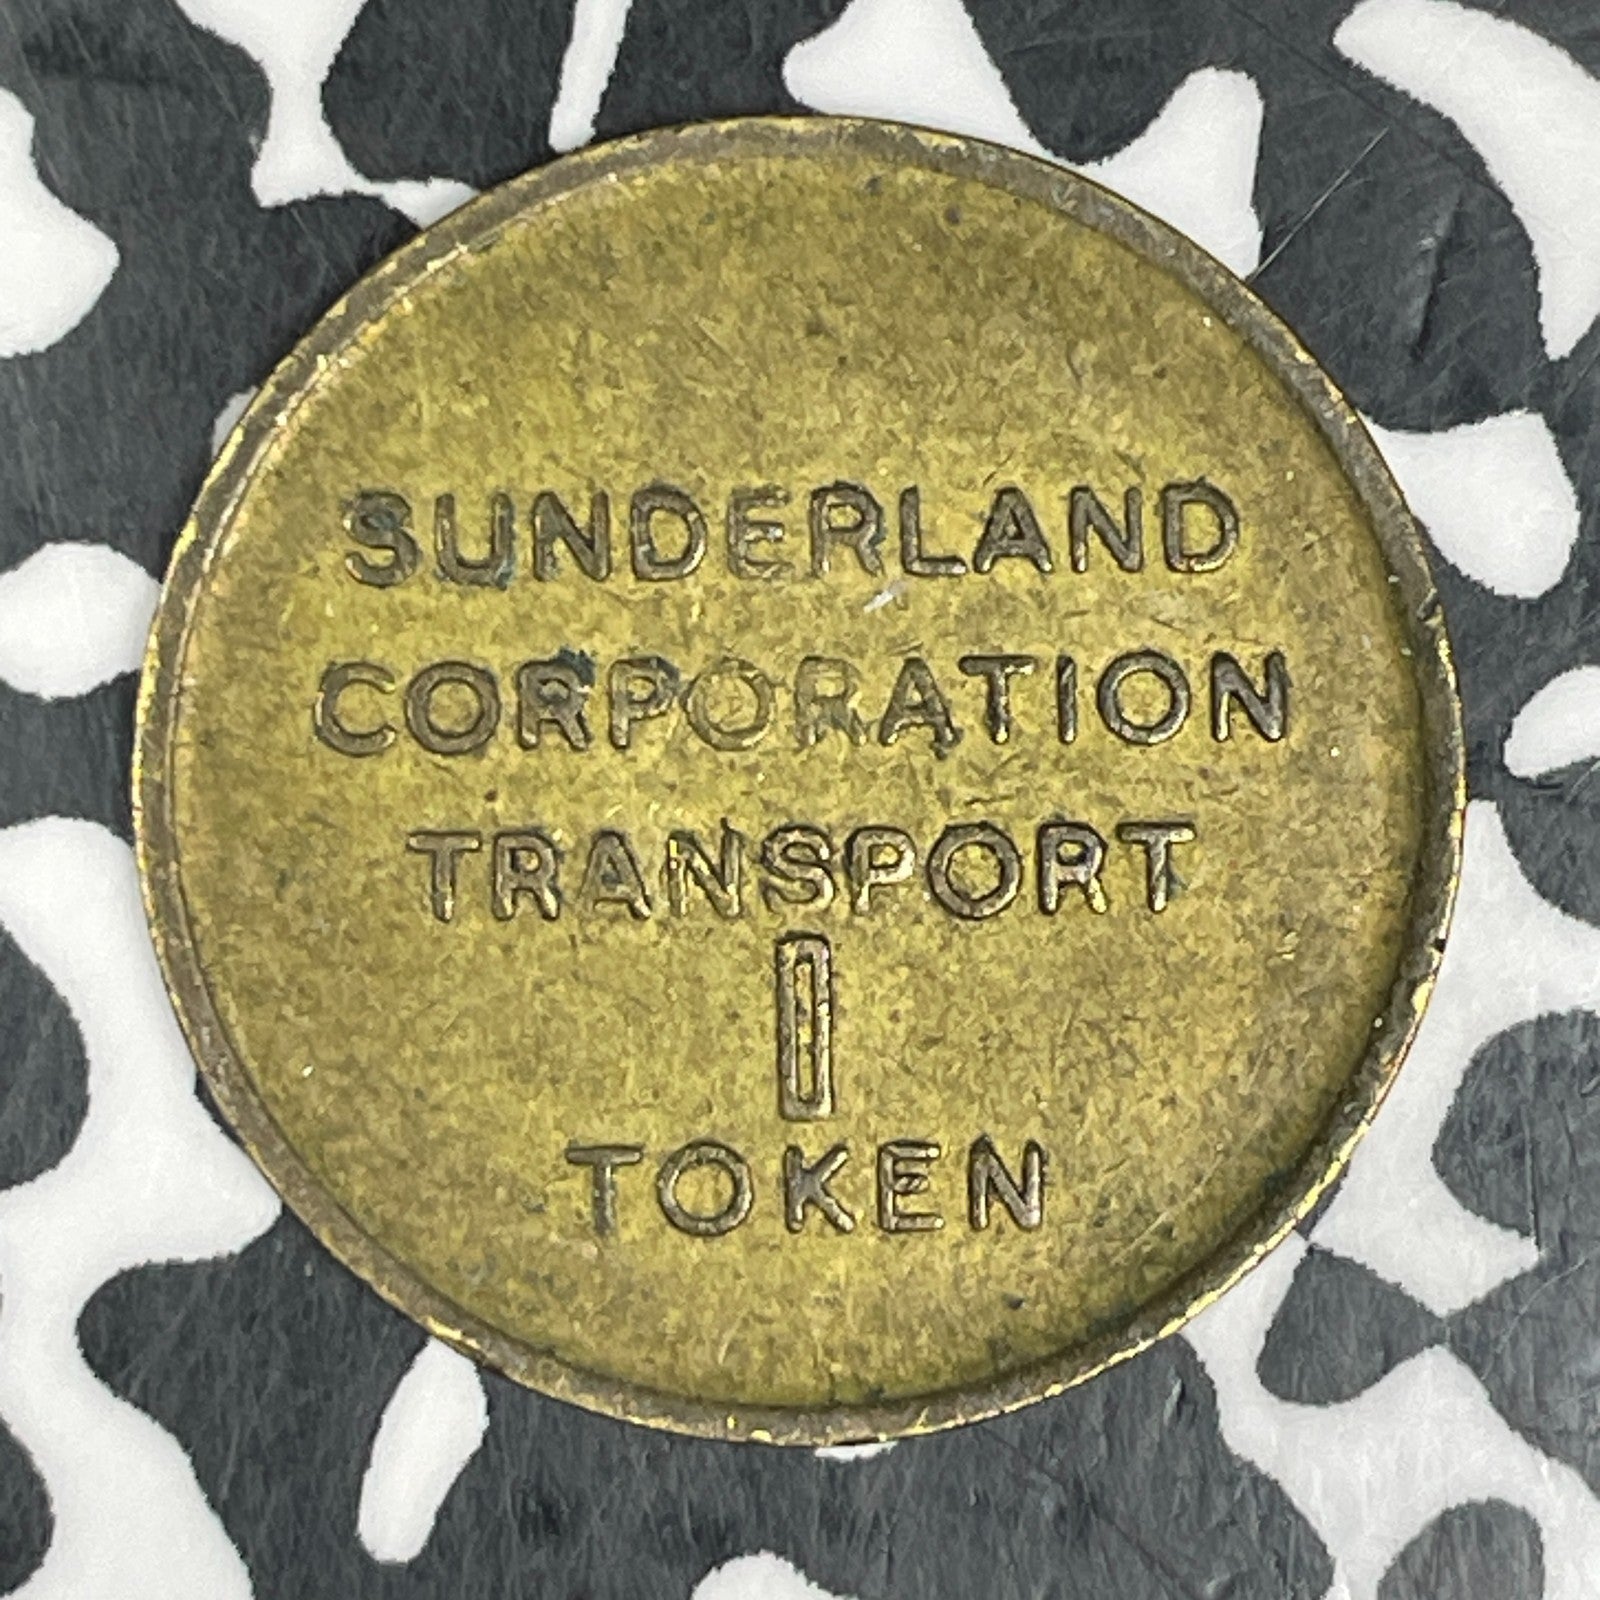 SUNDERLAND
CORPORATION
TRANSPORT
1
TOKEN